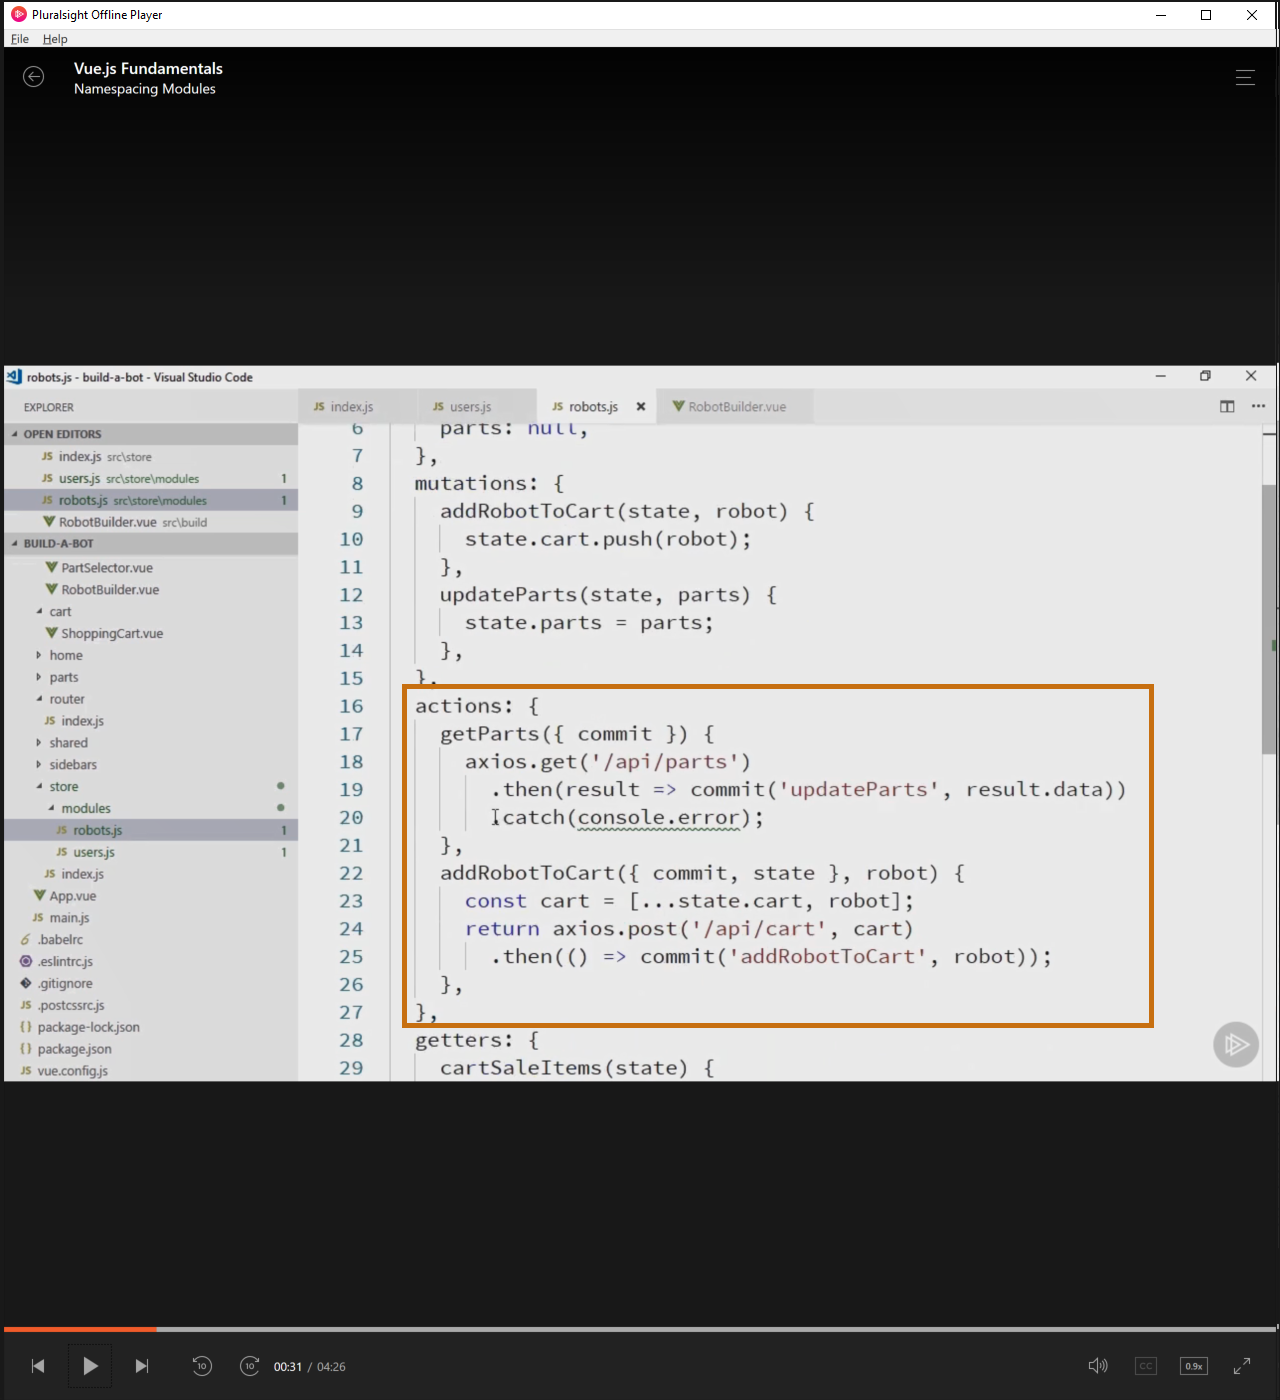 Pluralsight Offline Player
File Help
Vue.js Fundamentals
Namespacing Modules
robots.js - build-a-bot - Visual Studio Code
EXPLORER
OPEN EDITORS
JS index.js src\store
JS users.js src\store\modules 1
JS robots.js src\store\modules 1
RobotBuilder.vue src\build
BUILD-A-BOT
PartSelector.vue
RobotBuilder.vue
cart
ShoppingCart.vue
home
parts
router
JS index.js
shared
sidebars
store
modules
JS robots.js 1
JS users.js 1
JS index.js
App.vue
JS main.js
6 .babelrc
.eslintrc.js
.gitignore
JS .postcssrc.js
{} package-lock.json
{} package.json
JS vue.config.js
JS index.js JS users.js JS robots.js RobotBuilder.vue
6 parts: null,
7 },
8 mutations: {
9 addRobotToCart(state, robot) {
10 state.cart.push(robot);
11 },
12 updateParts(state, parts) {
13 state.parts = parts;
14 },
15 },
16 actions: {
17 getParts({ commit }) {
18 axios.get('/api/parts')
19 .then(result => commit('updateParts', result.data))
20 .catch(console.error);
21 },
22 addRobotToCart({ commit, state }, robot) {
23 const cart = [...state.cart, robot];
24 return axios.post('/api/cart', cart)
25 .then(() => commit('addRobotToCart', robot));
26 },
27 },
28 getters: {
29 cartSaleItems(state) {
10 10 00:31 / 04:26 CC 0.9x